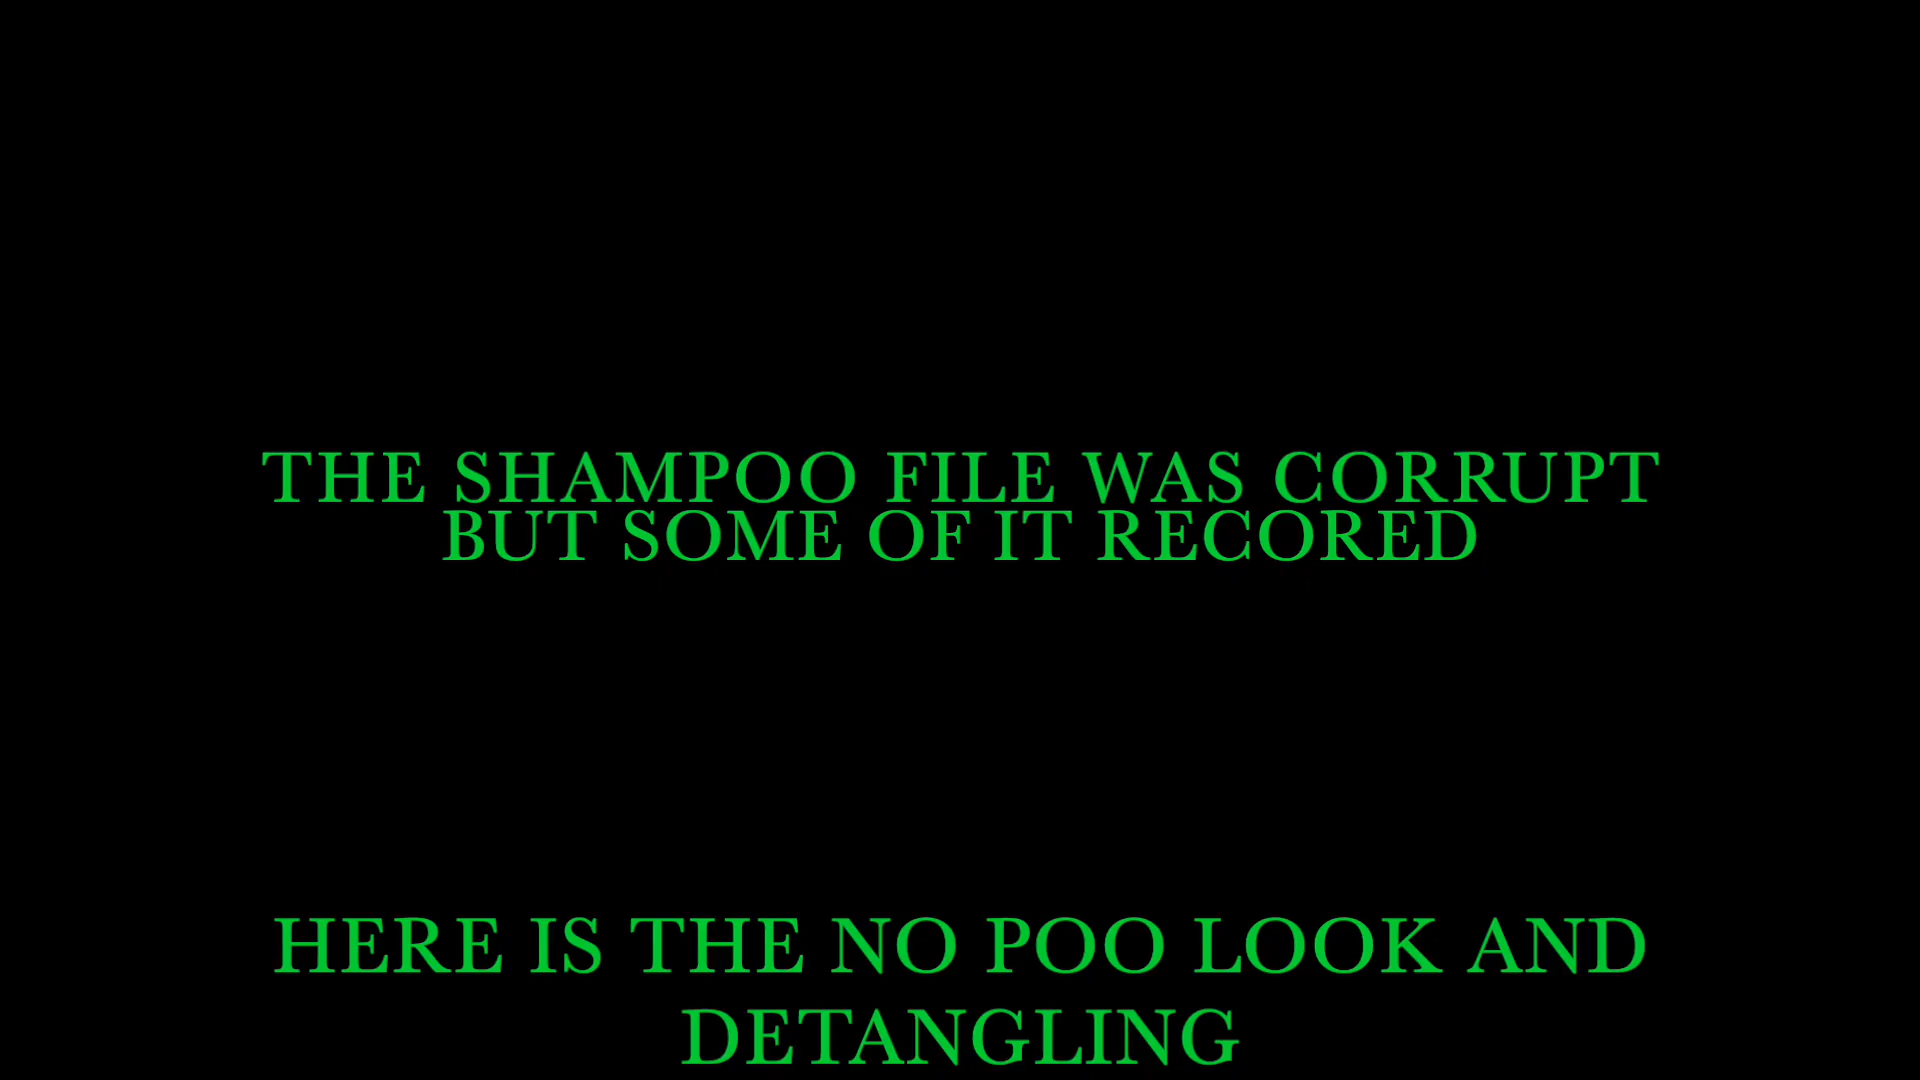 THE SHAMPOO FILE WAS CORRUPT
BUT SOME OF IT RECORED
HERE IS THE NO POO LOOK AND
DETANGLING